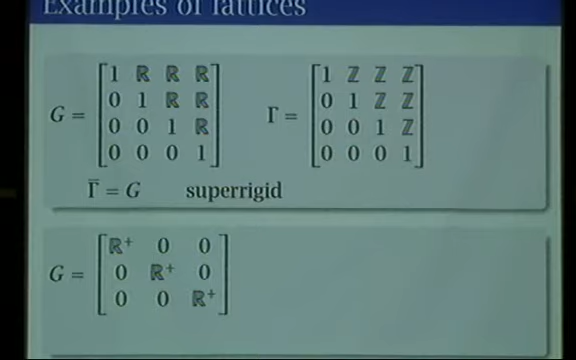 Examples of lattices
G = [1 ℝ ℝ ℝ; 0 1 ℝ ℝ; 0 0 1 ℝ; 0 0 0 1] Γ = [1 ℤ ℤ ℤ; 0 1 ℤ ℤ; 0 0 1 ℤ; 0 0 0 1]
Γ̄ = G superrigid
G = [ℝ⁺ 0 0; 0 ℝ⁺ 0; 0 0 ℝ⁺]